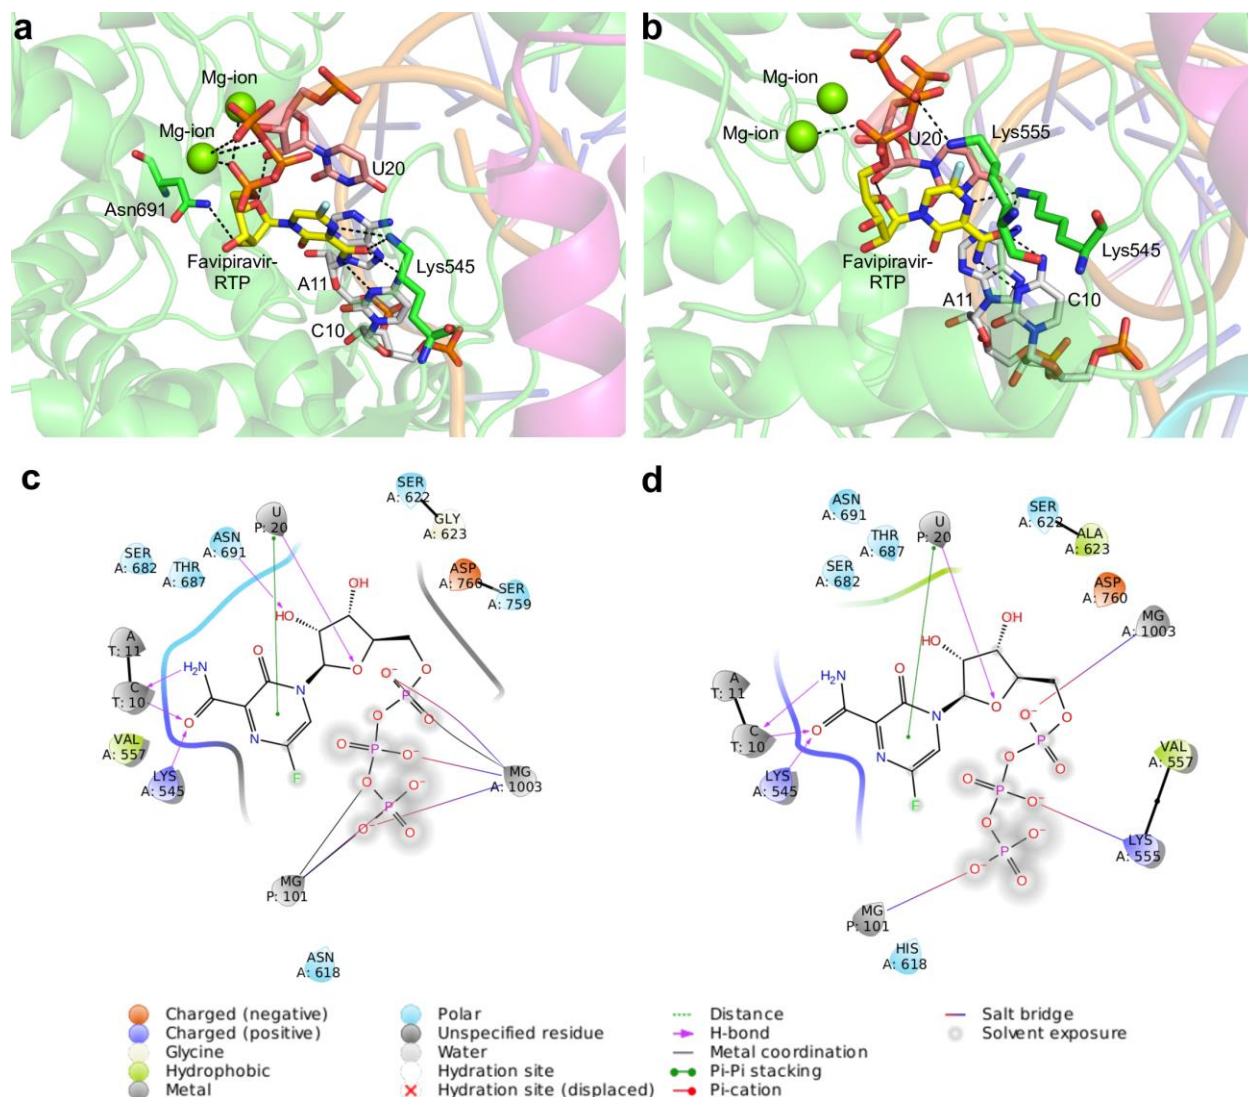 a
Mg-ion
Mg-ion
U20
Asn691
Favipiravir-
RTP
A11
Lys545
C10
b
Mg-ion
Mg-ion
U20
Lys555
Favipiravir-
RTP
Lys545
A11
C10
c
SER
A: 622
GLY
A: 623
U
P: 20
ASN
A: 691
SER
A: 682
THR
A: 687
ASP
A: 760
SER
A: 759
OH
HO
A
T: 11
H₂N
O
N
O
O
C
T: 10
O
O⁻
P
O
O
VAL
A: 557
N
O
P
O⁻
LYS
A: 545
F
O
O⁻
MG
A: 1003
P
O⁻
O
MG
P: 101
ASN
A: 618
d
ASN
A: 691
U
P: 20
SER
A: 622
ALA
A: 623
THR
A: 687
SER
A: 682
ASP
A: 760
OH
MG
A: 1003
HO
A
T: 11
H₂N
O
N
O
O⁻
O
C
T: 10
O
P
O
N
O
VAL
A: 557
LYS
A: 545
F
O
P
O⁻
O
O⁻
LYS
A: 555
P
O⁻
O
MG
P: 101
HIS
A: 618
Charged (negative)
Charged (positive)
Glycine
Hydrophobic
Metal
Polar
Unspecified residue
Water
Hydration site
Hydration site (displaced)
Distance
H-bond
Metal coordination
Pi-Pi stacking
Pi-cation
Salt bridge
Solvent exposure